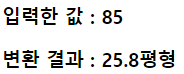 입력한 값 : 85
변환 결과 : 25.8평형